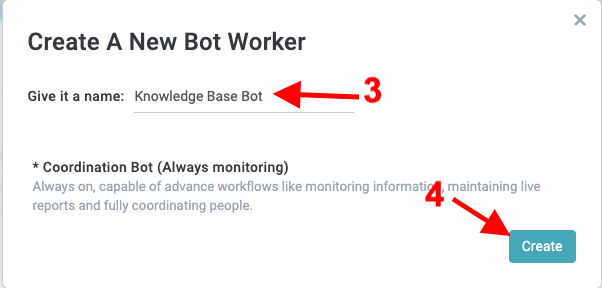 ×
Create A New Bot Worker
Give it a name: Knowledge Base Bot 3
* Coordination Bot (Always monitoring)
Always on, capable of advance workflows like monitoring information, maintaining live
reports and fully coordinating people.
4
Create